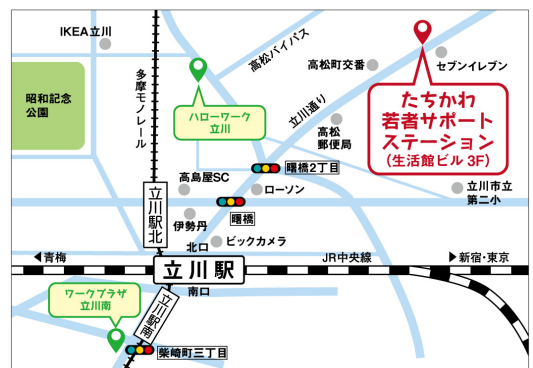 IKEA立川
高松バイパス
高松町交番
セブンイレブン
昭和記念
公園
多摩モノレール
ハローワーク
立川
立川通り
高松
郵便局
たちかわ
若者サポート
ステーション
(生活館ビル 3F)
曙橋2丁目
高島屋SC
ローソン
立川市立
第二小
立川駅北
伊勢丹
曙橋
北口
ビックカメラ
青梅
立川駅
JR中央線
新宿・東京
南口
ワークプラザ
立川南
立川駅南
柴崎町三丁目